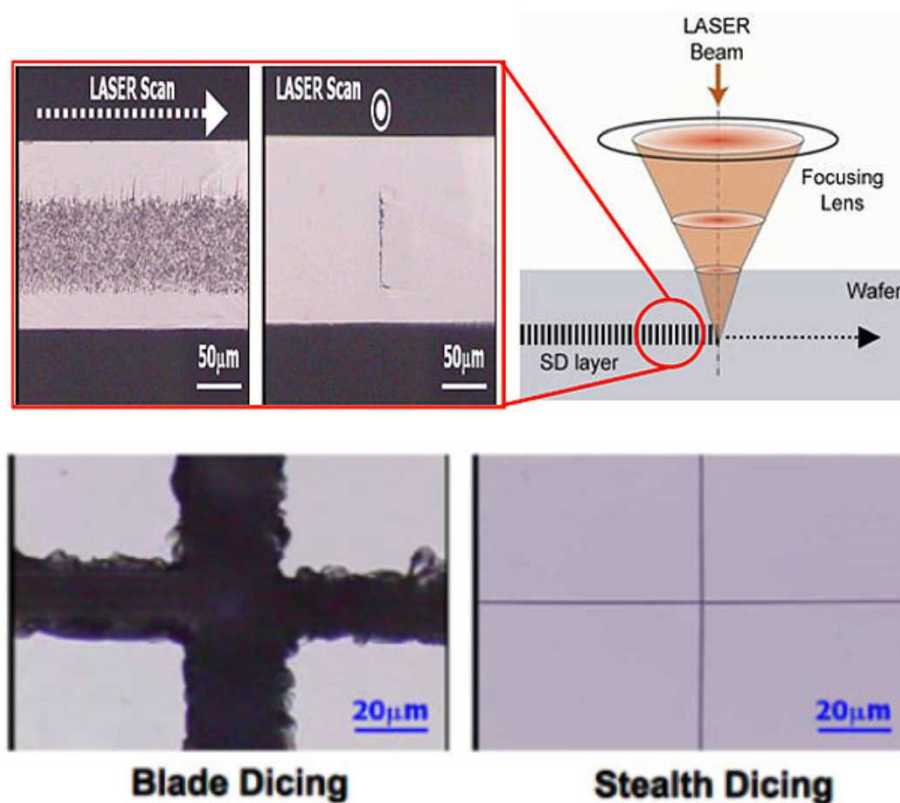 LASER Scan
50μm
LASER Scan
50μm
LASER
Beam
Focusing
Lens
Wafer
SD layer
20μm
Blade Dicing
20μm
Stealth Dicing